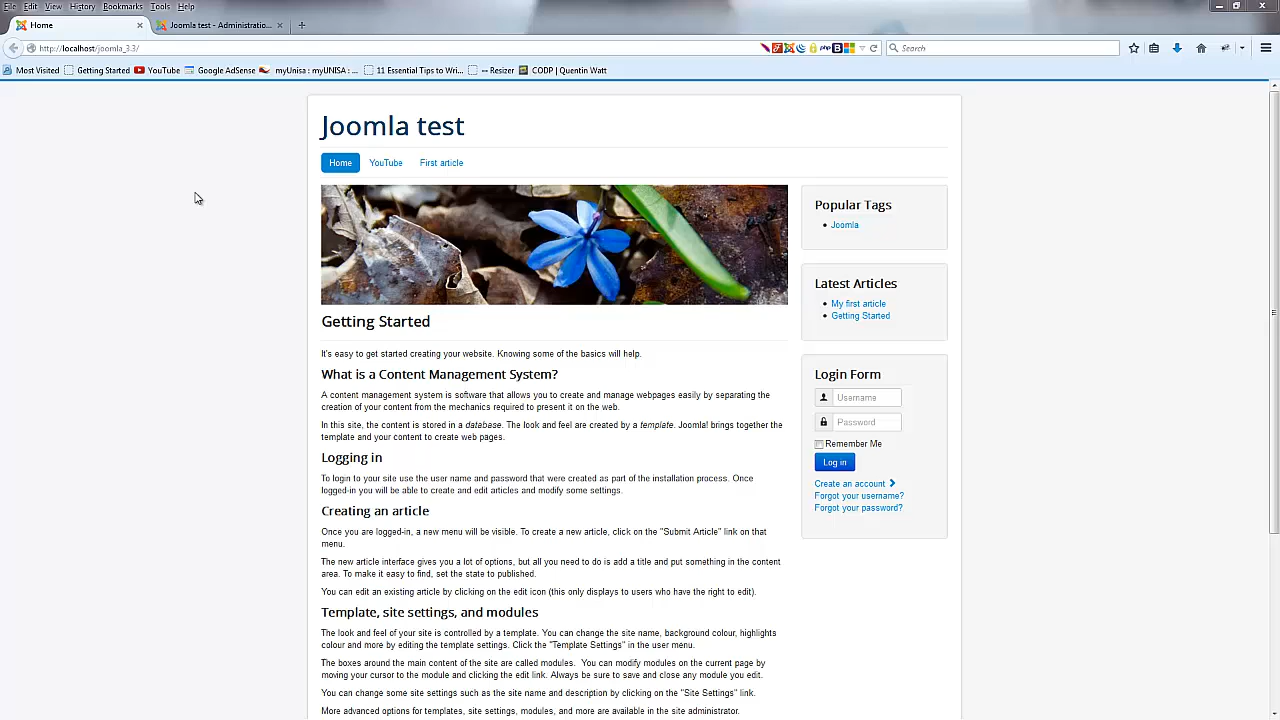 File Edit View History Bookmarks Tools Help
Home
Joomla test - Administratio...
http://localhost/joomla_3.3/
Search
Most Visited Getting Started YouTube Google AdSense myUnisa : myUNISA : ... 11 Essential Tips to Wri... -- Resizer CODP | Quentin Watt
Joomla test
Home YouTube First article
Getting Started
It's easy to get started creating your website. Knowing some of the basics will help.
What is a Content Management System?
A content management system is software that allows you to create and manage webpages easily by separating the
creation of your content from the mechanics required to present it on the web.
In this site, the content is stored in a database. The look and feel are created by a template. Joomla! brings together the
template and your content to create web pages.
Logging in
To login to your site use the user name and password that were created as part of the installation process. Once
logged-in you will be able to create and edit articles and modify some settings.
Creating an article
Once you are logged-in, a new menu will be visible. To create a new article, click on the "Submit Article" link on that
menu.
The new article interface gives you a lot of options, but all you need to do is add a title and put something in the content
area. To make it easy to find, set the state to published.
You can edit an existing article by clicking on the edit icon (this only displays to users who have the right to edit).
Template, site settings, and modules
The look and feel of your site is controlled by a template. You can change the site name, background colour, highlights
colour and more by editing the template settings. Click the "Template Settings" in the user menu.
The boxes around the main content of the site are called modules. You can modify modules on the current page by
moving your cursor to the module and clicking the edit link. Always be sure to save and close any module you edit.
You can change some site settings such as the site name and description by clicking on the "Site Settings" link.
More advanced options for templates, site settings, modules, and more are available in the site administrator.
Popular Tags
Joomla
Latest Articles
My first article
Getting Started
Login Form
Username
Password
Remember Me
Log in
Create an account
Forgot your username?
Forgot your password?